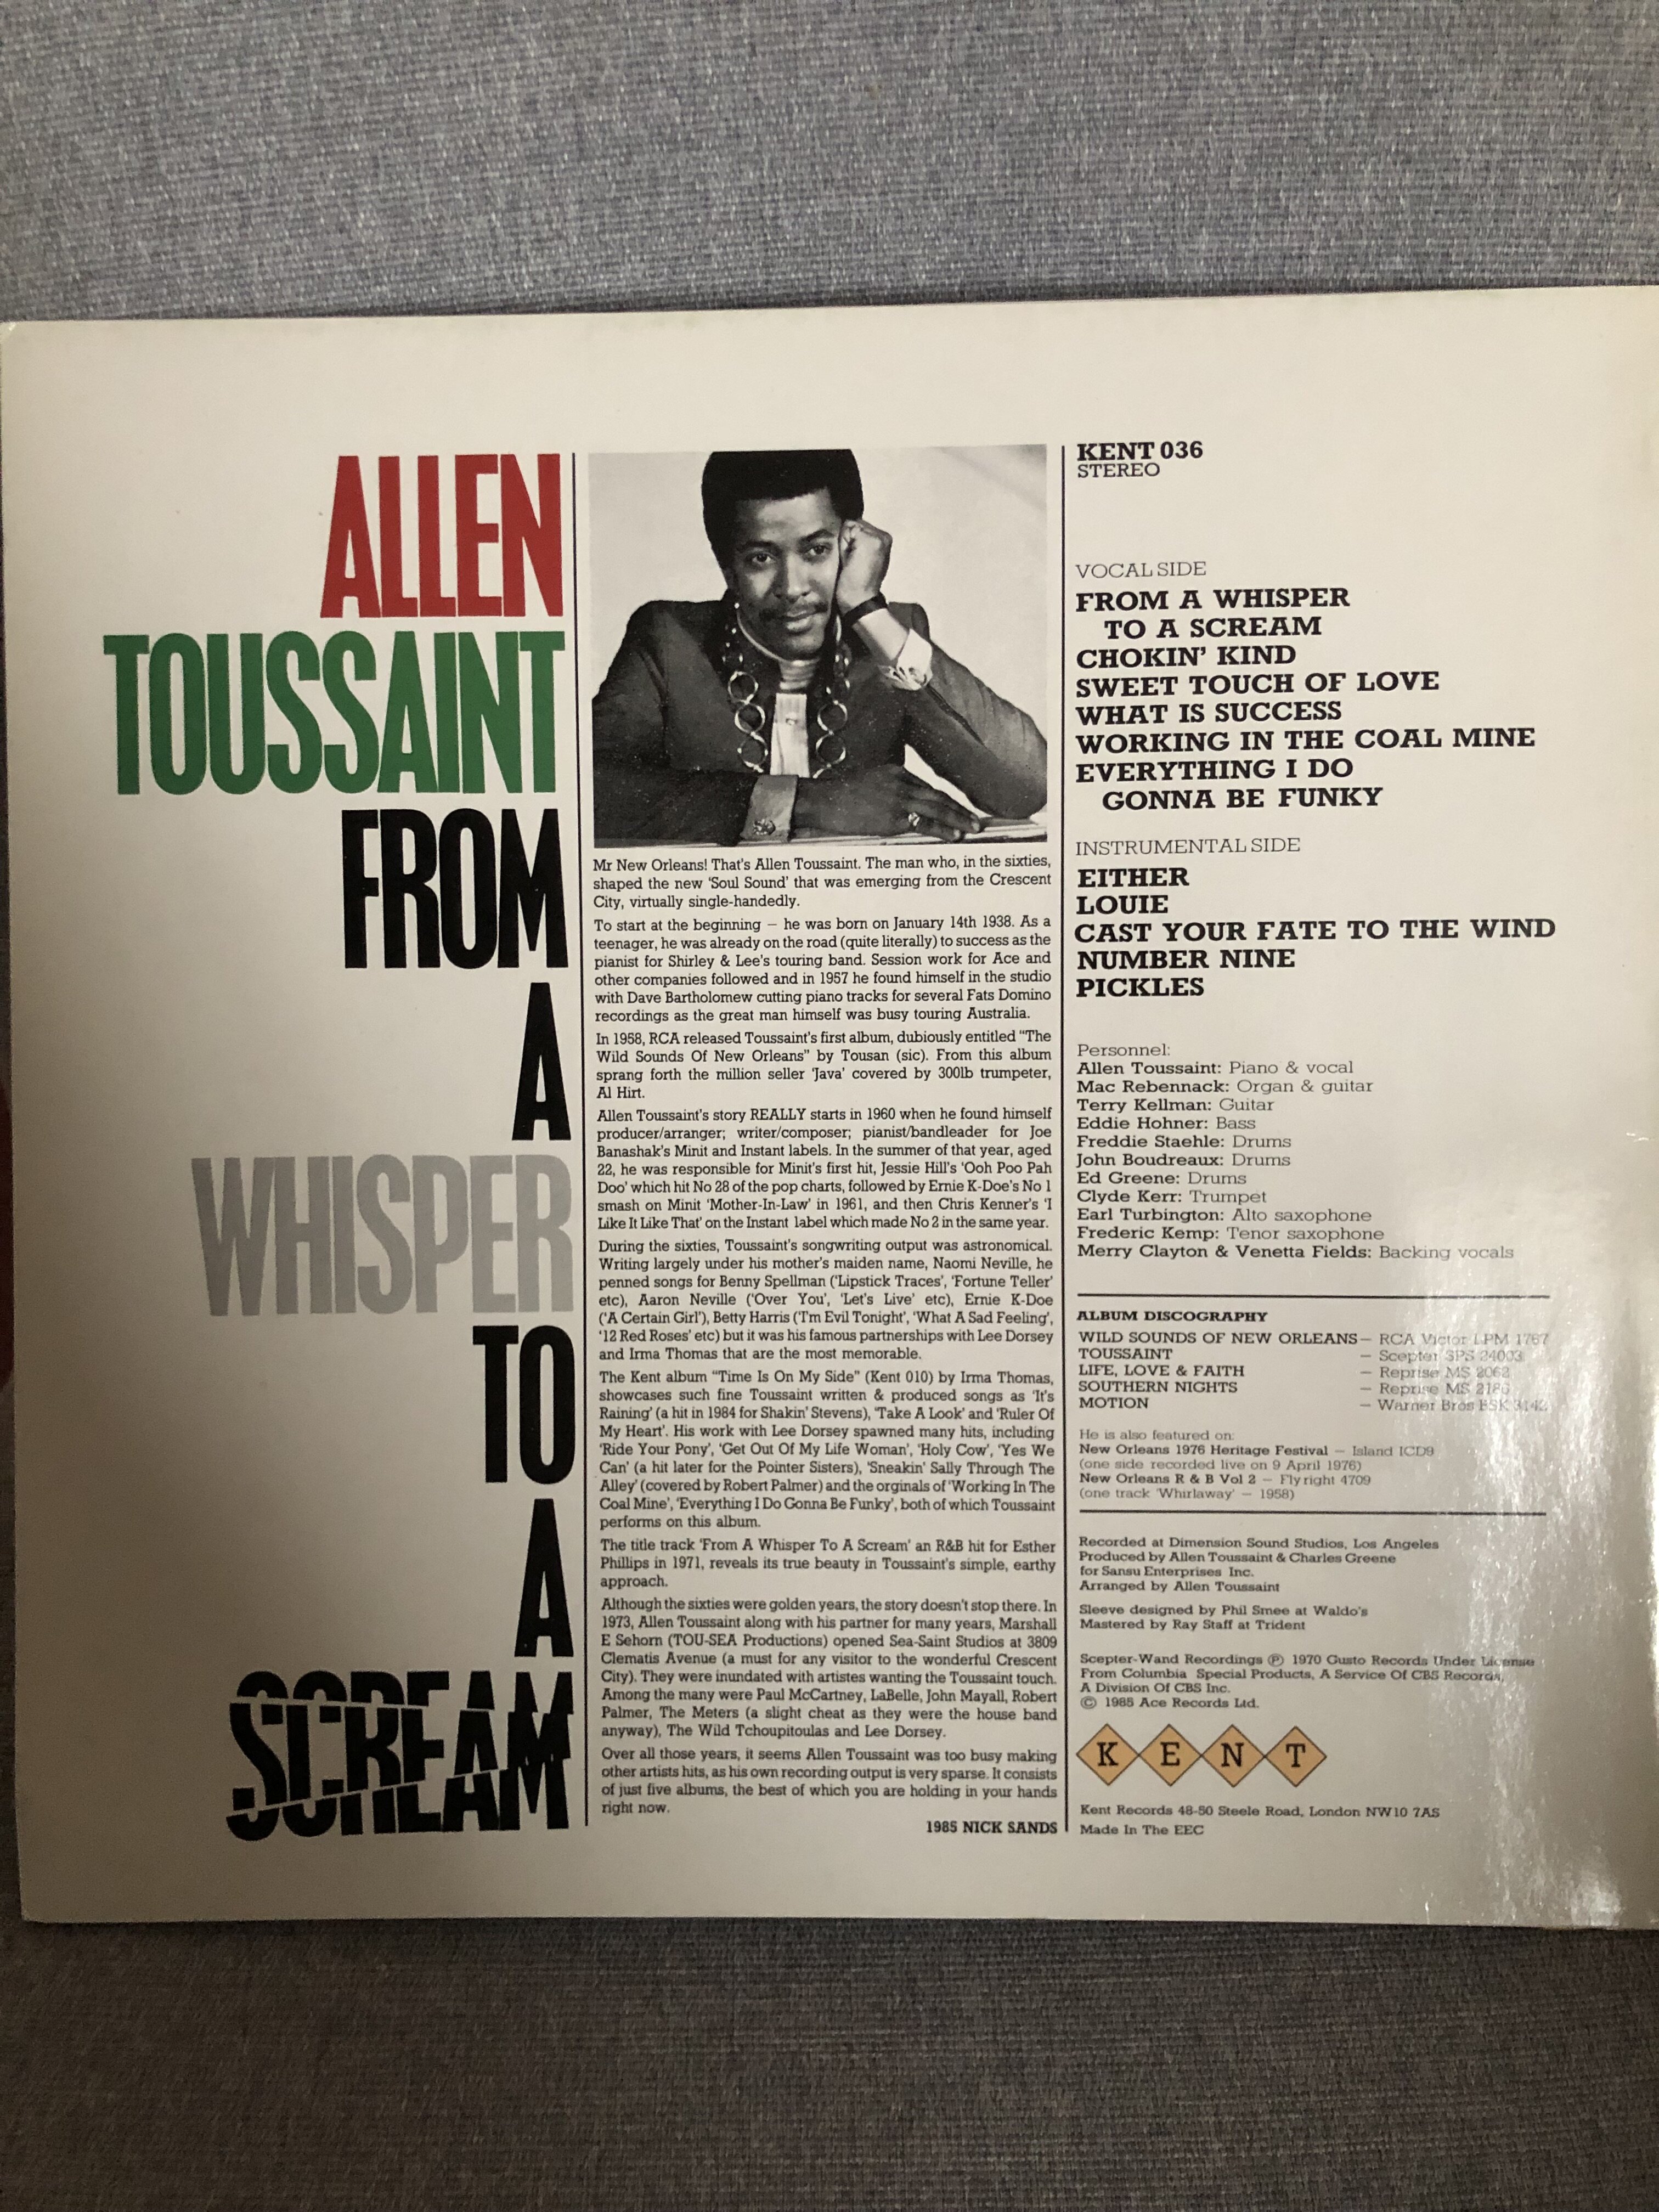 ALLEN
TOUSSAINT
FROM
A
WHISPER
TO
A
SCREAM
Mr New Orleans! That's Allen Toussaint. The man who, in the sixties,
shaped the new 'Soul Sound' that was emerging from the Crescent
City, virtually single-handedly.
To start at the beginning – he was born on January 14th 1938. As a
teenager, he was already on the road (quite literally) to success as the
pianist for Shirley & Lee's touring band. Session work for Ace and
other companies followed and in 1957 he found himself in the studio
with Dave Bartholomew cutting piano tracks for several Fats Domino
recordings as the great man himself was busy touring Australia.
In 1958, RCA released Toussaint's first album, dubiously entitled "The
Wild Sounds Of New Orleans" by Tousan (sic). From this album
sprang forth the million seller 'Java' covered by 300lb trumpeter,
Al Hirt.
Allen Toussaint's story REALLY starts in 1960 when he found himself
producer/arranger; writer/composer; pianist/bandleader for Joe
Banashak's Minit and Instant labels. In the summer of that year, aged
22, he was responsible for Minit's first hit, Jessie Hill's 'Ooh Poo Pah
Doo' which hit No 28 of the pop charts, followed by Ernie K-Doe's No 1
smash on Minit 'Mother-In-Law' in 1961, and then Chris Kenner's 'I
Like It Like That' on the Instant label which made No 2 in the same year.
During the sixties, Toussaint's songwriting output was astronomical.
Writing largely under his mother's maiden name, Naomi Neville, he
penned songs for Benny Spellman ('Lipstick Traces', 'Fortune Teller'
etc), Aaron Neville ('Over You', 'Let's Live' etc), Ernie K-Doe
('A Certain Girl'), Betty Harris ('I'm Evil Tonight', 'What A Sad Feeling',
'12 Red Roses' etc) but it was his famous partnerships with Lee Dorsey
and Irma Thomas that are the most memorable.
The Kent album "Time Is On My Side" (Kent 010) by Irma Thomas,
showcases such fine Toussaint written & produced songs as 'It's
Raining' (a hit in 1984 for Shakin' Stevens), 'Take A Look' and 'Ruler Of
My Heart'. His work with Lee Dorsey spawned many hits, including
'Ride Your Pony', 'Get Out Of My Life Woman', 'Holy Cow', 'Yes We
Can' (a hit later for the Pointer Sisters), 'Sneakin' Sally Through The
Alley' (covered by Robert Palmer) and the orginals of 'Working In The
Coal Mine', 'Everything I Do Gonna Be Funky', both of which Toussaint
performs on this album.
The title track 'From A Whisper To A Scream' an R&B hit for Esther
Phillips in 1971, reveals its true beauty in Toussaint's simple, earthy
approach.
Although the sixties were golden years, the story doesn't stop there. In
1973, Allen Toussaint along with his partner for many years, Marshall
E Sehorn (TOU-SEA Productions) opened Sea-Saint Studios at 3809
Clematis Avenue (a must for any visitor to the wonderful Crescent
City). They were inundated with artistes wanting the Toussaint touch.
Among the many were Paul McCartney, LaBelle, John Mayall, Robert
Palmer, The Meters (a slight cheat as they were the house band
anyway), The Wild Tchoupitoulas and Lee Dorsey.
Over all those years, it seems Allen Toussaint was too busy making
other artists hits, as his own recording output is very sparse. It consists
of just five albums, the best of which you are holding in your hands
right now.
1985 NICK SANDS
KENT 036
STEREO
VOCAL SIDE
FROM A WHISPER
TO A SCREAM
CHOKIN' KIND
SWEET TOUCH OF LOVE
WHAT IS SUCCESS
WORKING IN THE COAL MINE
EVERYTHING I DO
GONNA BE FUNKY
INSTRUMENTAL SIDE
EITHER
LOUIE
CAST YOUR FATE TO THE WIND
NUMBER NINE
PICKLES
Personnel:
Allen Toussaint: Piano & vocal
Mac Rebennack: Organ & guitar
Terry Kellman: Guitar
Eddie Hohner: Bass
Freddie Staehle: Drums
John Boudreaux: Drums
Ed Greene: Drums
Clyde Kerr: Trumpet
Earl Turbington: Alto saxophone
Frederic Kemp: Tenor saxophone
Merry Clayton & Venetta Fields: Backing vocals
ALBUM DISCOGRAPHY
WILD SOUNDS OF NEW ORLEANS – RCA Victor LPM 1767
TOUSSAINT – Scepter SPS 24003
LIFE, LOVE & FAITH – Reprise MS 2062
SOUTHERN NIGHTS – Reprise MS 2186
MOTION – Warner Bros BSK 3142
He is also featured on:
New Orleans 1976 Heritage Festival – Island ICD9
(one side recorded live on 9 April 1976)
New Orleans R & B Vol 2 – Flyright 4709
(one track 'Whirlaway' – 1958)
Recorded at Dimension Sound Studios, Los Angeles
Produced by Allen Toussaint & Charles Greene
for Sansu Enterprises Inc.
Arranged by Allen Toussaint
Sleeve designed by Phil Smee at Waldo's
Mastered by Ray Staff at Trident
Scepter-Wand Recordings ℗ 1970 Gusto Records Under License
From Columbia Special Products, A Service Of CBS Records,
A Division Of CBS Inc.
© 1985 Ace Records Ltd.
KENT
Kent Records 48-50 Steele Road, London NW10 7AS
Made In The EEC